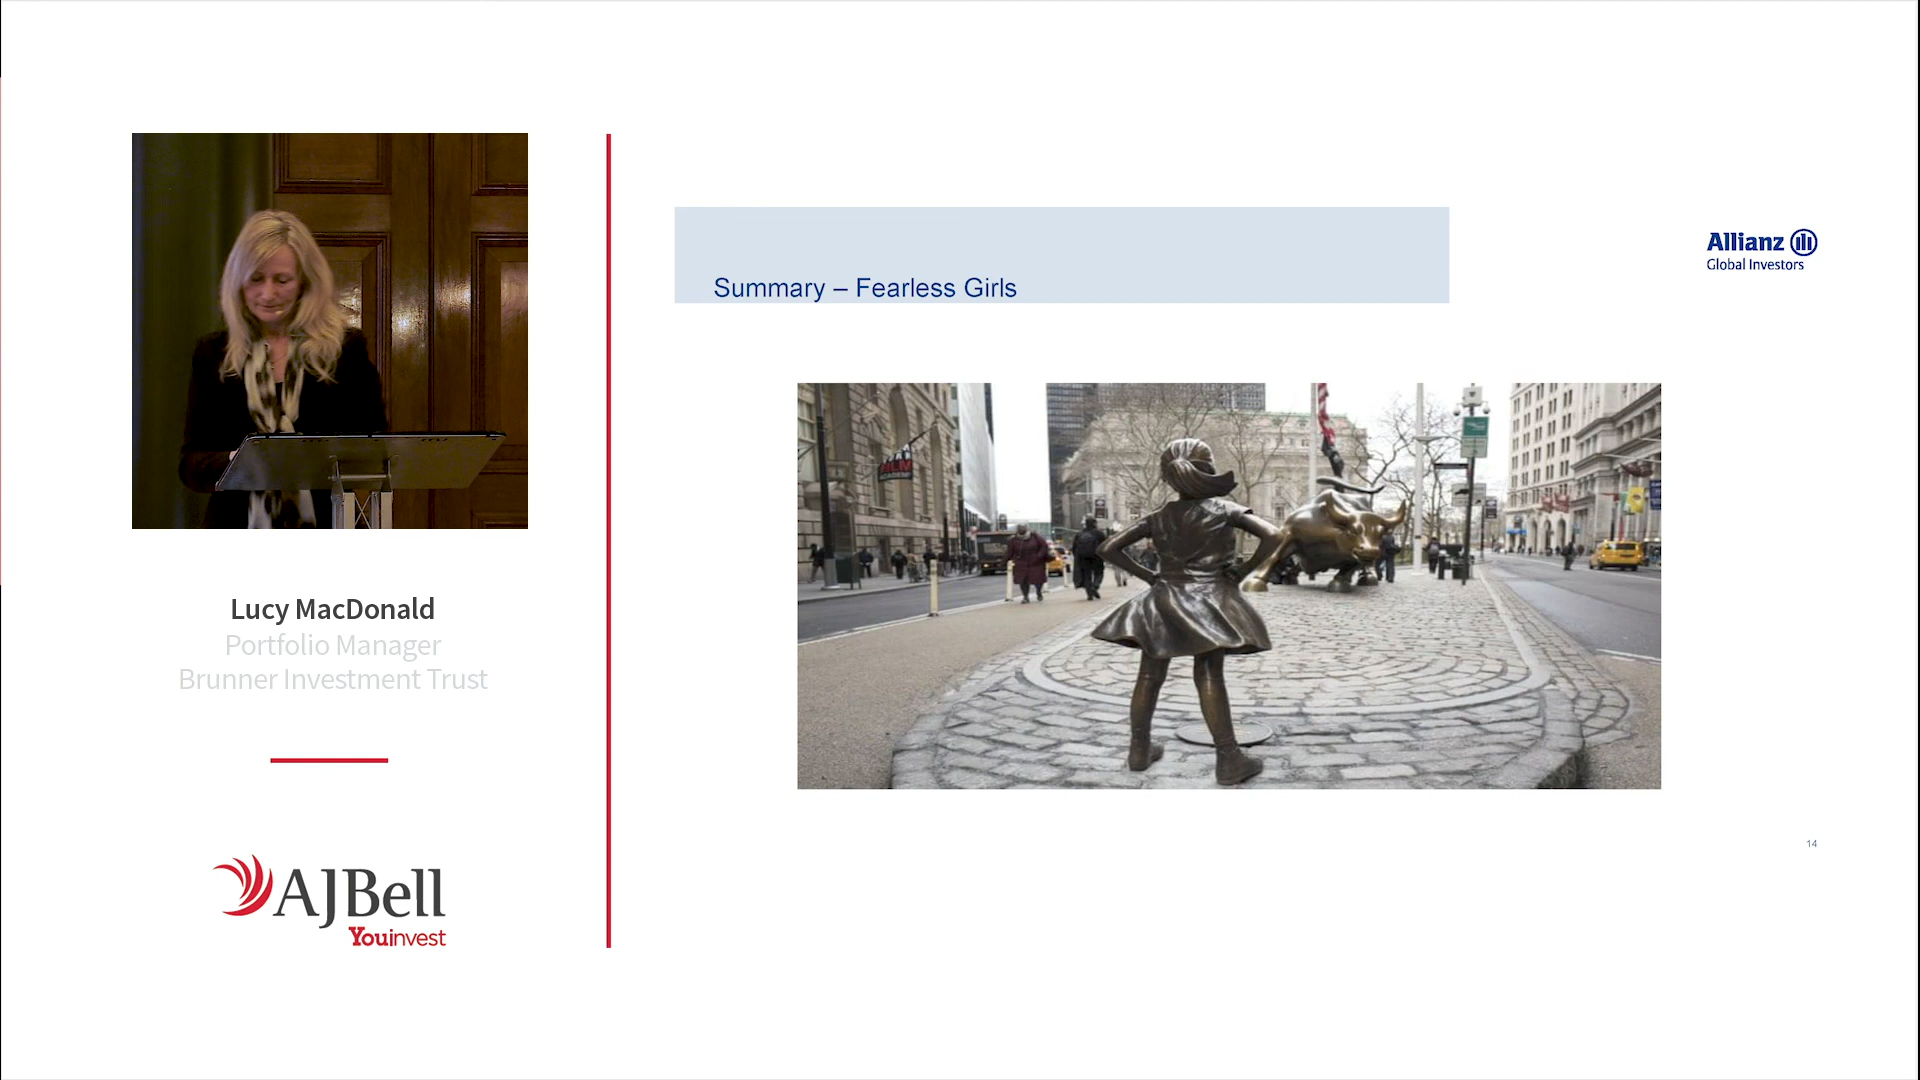 Lucy MacDonald
Portfolio Manager
Brunner Investment Trust
AJBell
Youinvest
Summary – Fearless Girls
Allianz
Global Investors
14